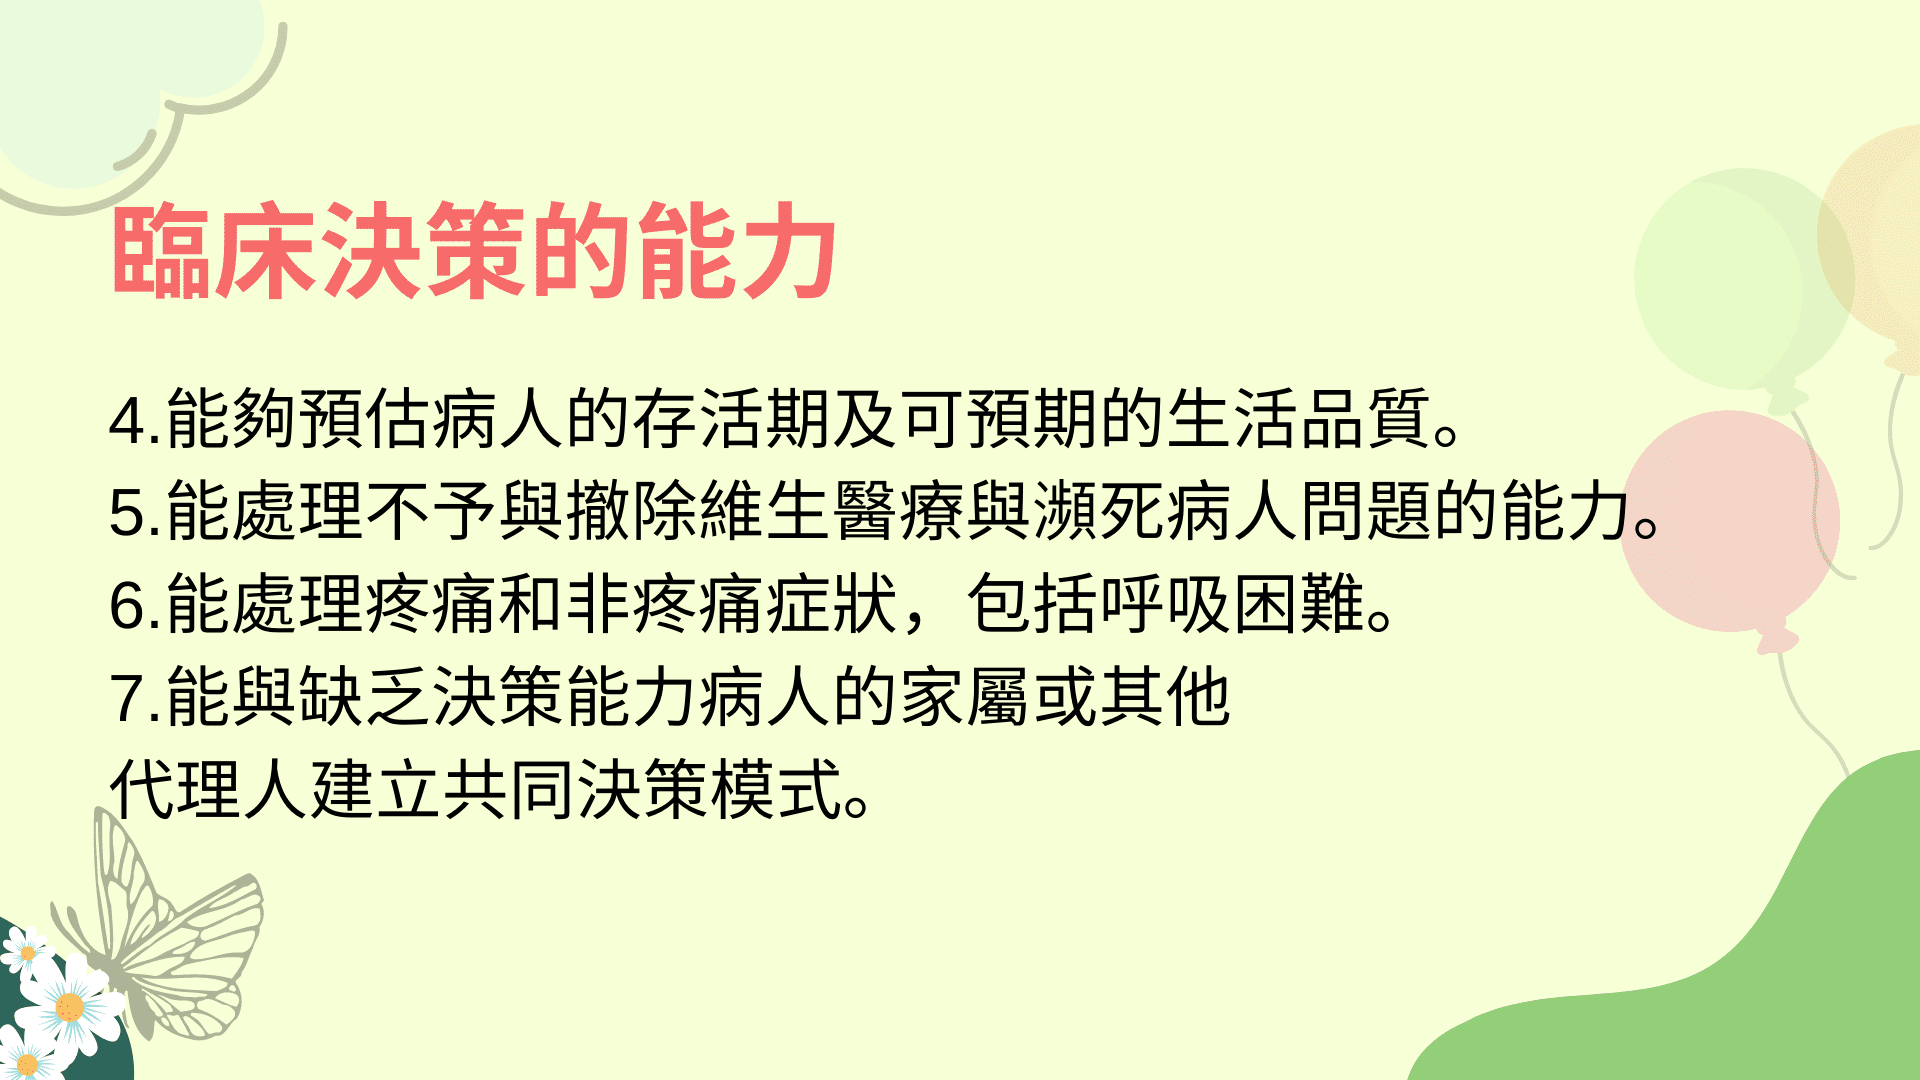 臨床決策的能力
4.能夠預估病人的存活期及可預期的生活品質。
5.能處理不予與撤除維生醫療與瀕死病人問題的能力。
6.能處理疼痛和非疼痛症狀，包括呼吸困難。
7.能與缺乏決策能力病人的家屬或其他
代理人建立共同決策模式。